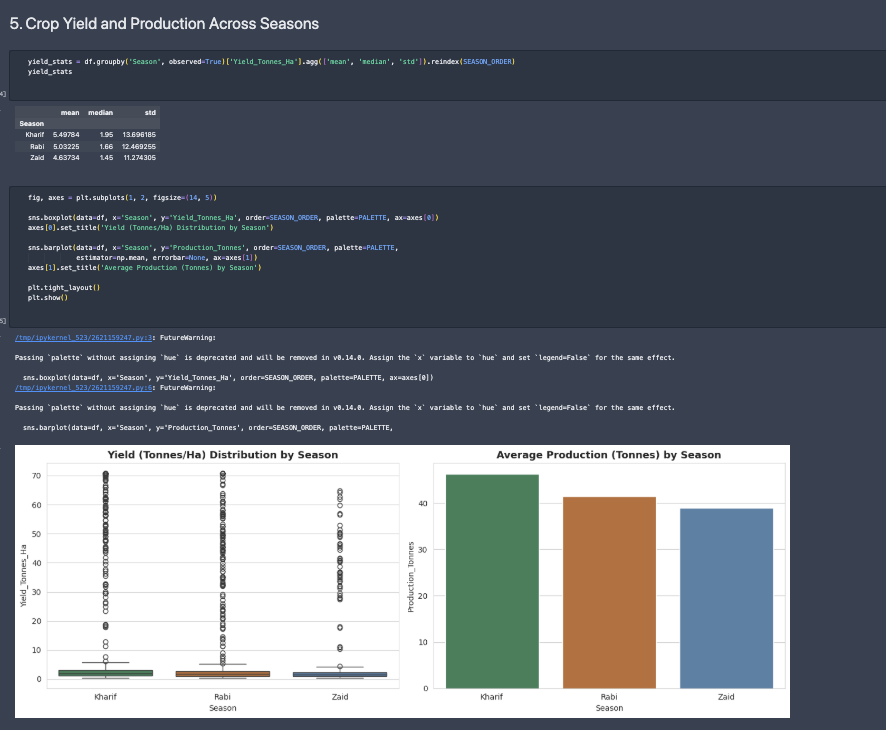 5. Crop Yield and Production Across Seasons
yield_stats = df.groupby('Season', observed=True)['Yield_Tonnes_Ha'].agg(['mean', 'median', 'std']).reindex(SEASON_ORDER)
yield_stats
4]
mean median std
Season
Kharif 5.49784 1.95 13.696185
Rabi 5.03225 1.66 12.469255
Zaid 4.63734 1.45 11.274305
fig, axes = plt.subplots(1, 2, figsize=(14, 5))
sns.boxplot(data=df, x='Season', y='Yield_Tonnes_Ha', order=SEASON_ORDER, palette=PALETTE, ax=axes[0])
axes[0].set_title('Yield (Tonnes/Ha) Distribution by Season')
sns.barplot(data=df, x='Season', y='Production_Tonnes', order=SEASON_ORDER, palette=PALETTE,
estimator=np.mean, errorbar=None, ax=axes[1])
axes[1].set_title('Average Production (Tonnes) by Season')
plt.tight_layout()
plt.show()
5]
/tmp/ipykernel_523/2621159247.py:3: FutureWarning:
Passing `palette` without assigning `hue` is deprecated and will be removed in v0.14.0. Assign the `x` variable to `hue` and set `legend=False` for the same effect.
sns.boxplot(data=df, x='Season', y='Yield_Tonnes_Ha', order=SEASON_ORDER, palette=PALETTE, ax=axes[0])
/tmp/ipykernel_523/2621159247.py:6: FutureWarning:
Passing `palette` without assigning `hue` is deprecated and will be removed in v0.14.0. Assign the `x` variable to `hue` and set `legend=False` for the same effect.
sns.barplot(data=df, x='Season', y='Production_Tonnes', order=SEASON_ORDER, palette=PALETTE,
Yield (Tonnes/Ha) Distribution by Season
Yield_Tonnes_Ha
70
60
50
40
30
20
10
0
Kharif Rabi Zaid
Season
Average Production (Tonnes) by Season
Production_Tonnes
40
30
20
10
0
Kharif Rabi Zaid
Season